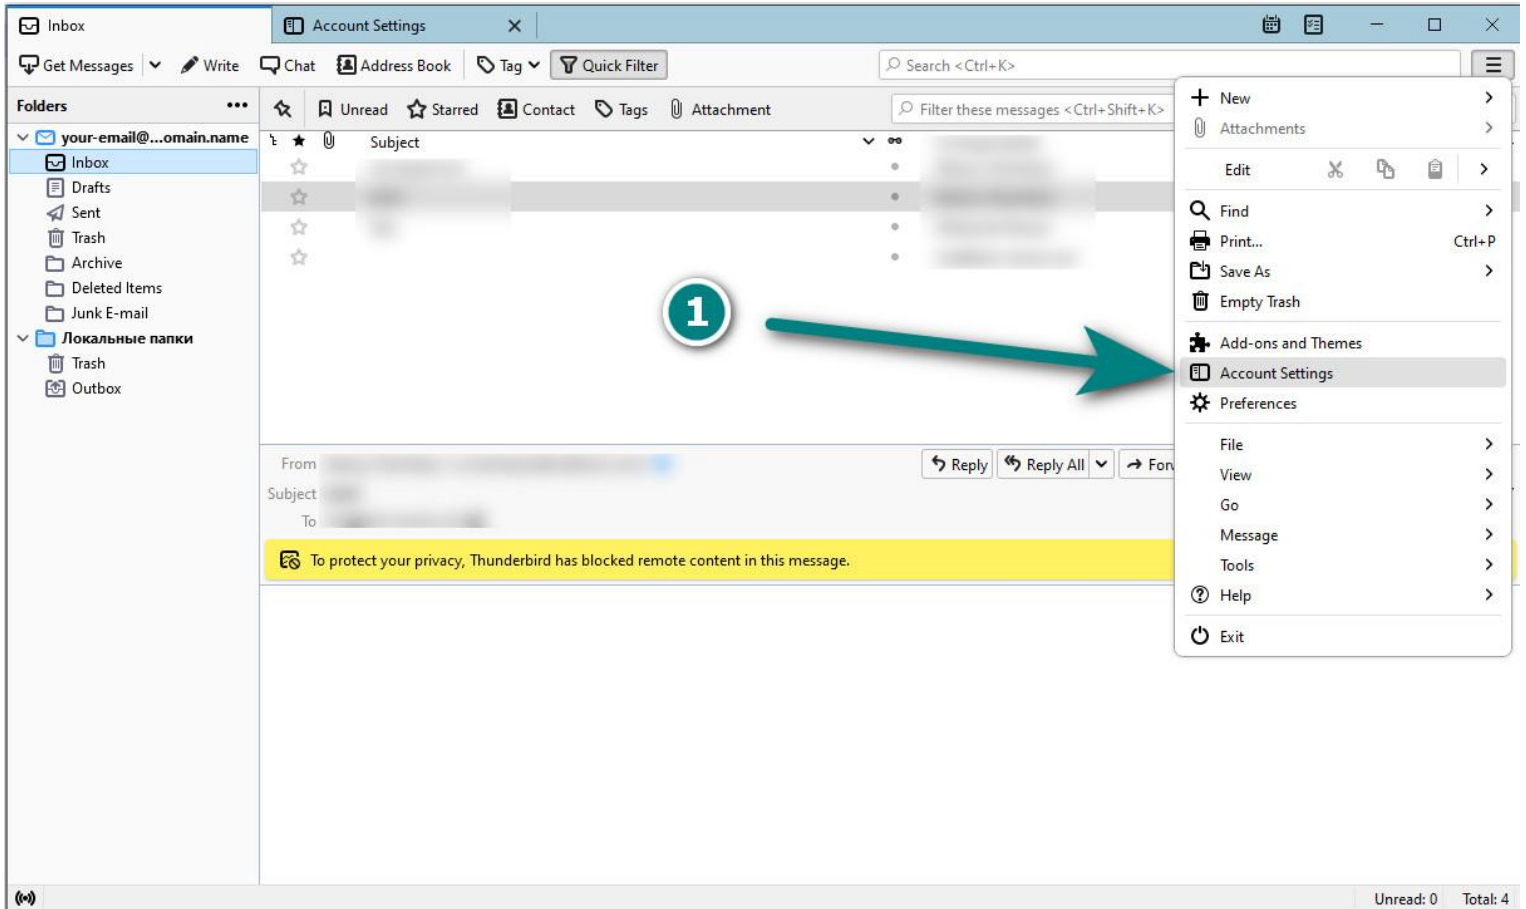 Inbox
Account Settings
Get Messages
Write
Chat
Address Book
Tag
Quick Filter
Search <Ctrl+K>
Folders
Unread
Starred
Contact
Tags
Attachment
Filter these messages <Ctrl+Shift+K>
your-email@...omain.name
Inbox
Drafts
Sent
Trash
Archive
Deleted Items
Junk E-mail
Локальные папки
Trash
Outbox
Subject
1
New
Attachments
Edit
Find
Print... Ctrl+P
Save As
Empty Trash
Add-ons and Themes
Account Settings
Preferences
File
View
Go
Message
Tools
Help
Exit
From
Reply
Reply All
Subject
To
To protect your privacy, Thunderbird has blocked remote content in this message.
Unread: 0 Total: 4